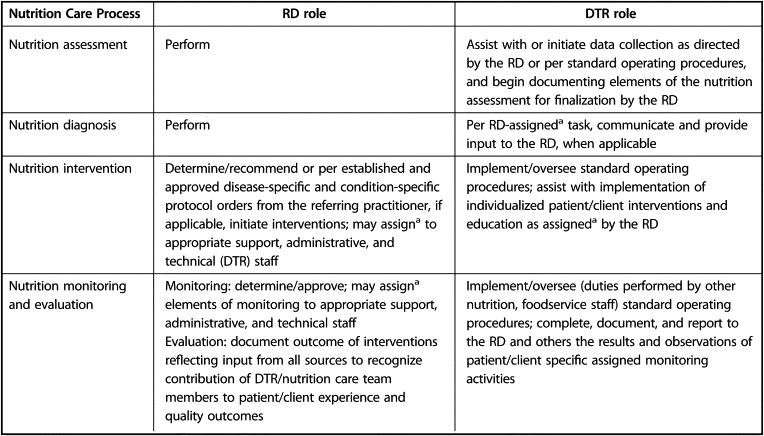 Nutrition Care Process RD role DTR role
Nutrition assessment Perform Assist with or initiate data collection as directed
by the RD or per standard operating procedures,
and begin documenting elements of the nutrition
assessment for finalization by the RD
Nutrition diagnosis Perform Per RD-assignedᵃ task, communicate and provide
input to the RD, when applicable
Nutrition intervention Determine/recommend or per established and Implement/oversee standard operating
approved disease-specific and condition-specific procedures; assist with implementation of
protocol orders from the referring practitioner, if individualized patient/client interventions and
applicable, initiate interventions; may assignᵃ to education as assignedᵃ by the RD
appropriate support, administrative, and
technical (DTR) staff
Nutrition monitoring Monitoring: determine/approve; may assignᵃ Implement/oversee (duties performed by other
and evaluation elements of monitoring to appropriate support, nutrition, foodservice staff) standard operating
administrative, and technical staff procedures; complete, document, and report to
Evaluation: document outcome of interventions the RD and others the results and observations of
reflecting input from all sources to recognize patient/client specific assigned monitoring
contribution of DTR/nutrition care team activities
members to patient/client experience and
quality outcomes